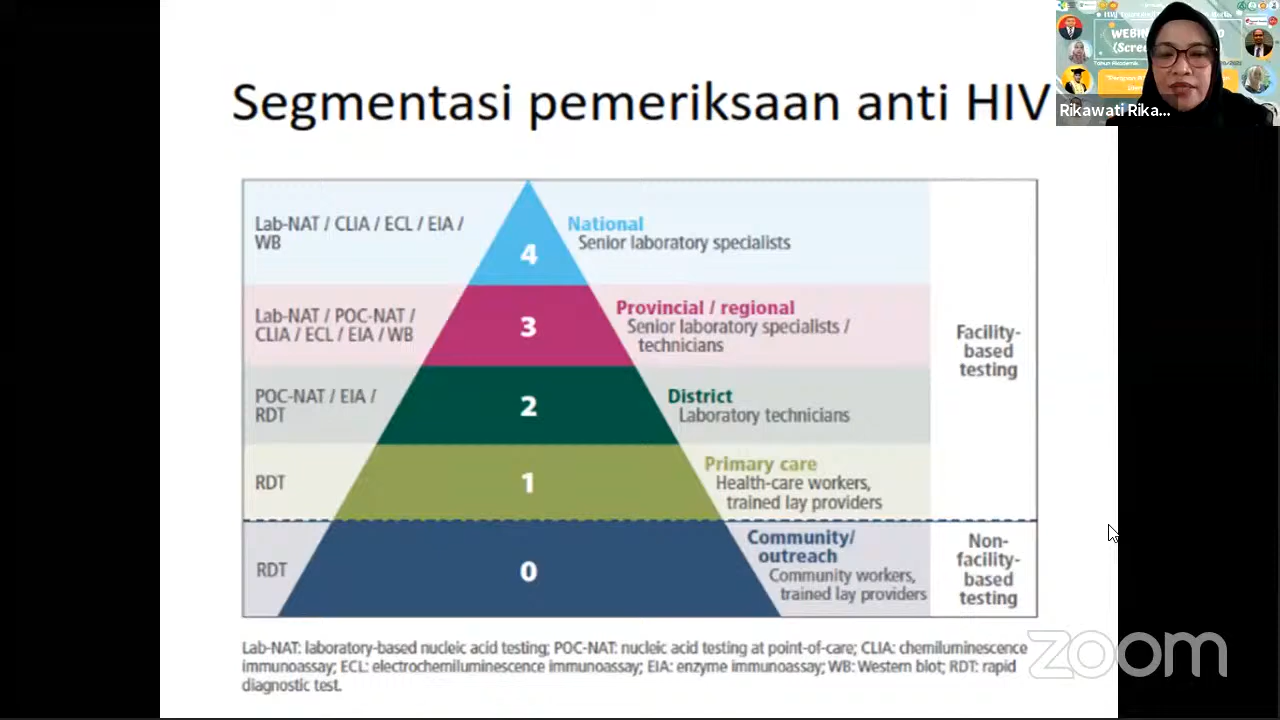 Segmentasi pemeriksaan anti HIV
Rikawati Rika...
Tahun Akademik
Lab-NAT / CLIA / ECL / EIA /
WB
4
National
Senior laboratory specialists
Lab-NAT / POC-NAT /
CLIA / ECL / EIA / WB
3
Provincial / regional
Senior laboratory specialists /
technicians
Facility-
based
testing
POC-NAT / EIA /
RDT
2
District
Laboratory technicians
RDT
1
Primary care
Health-care workers,
trained lay providers
RDT
0
Community/
outreach
Community workers,
trained lay providers
Non-
facility-
based
testing
Lab-NAT: laboratory-based nucleic acid testing; POC-NAT: nucleic acid testing at point-of-care; CLIA: chemiluminescence
immunoassay; ECL: electrochemiluminescence immunoassay; EIA: enzyme immunoassay; WB: Western blot; RDT: rapid
diagnostic test.
zoom